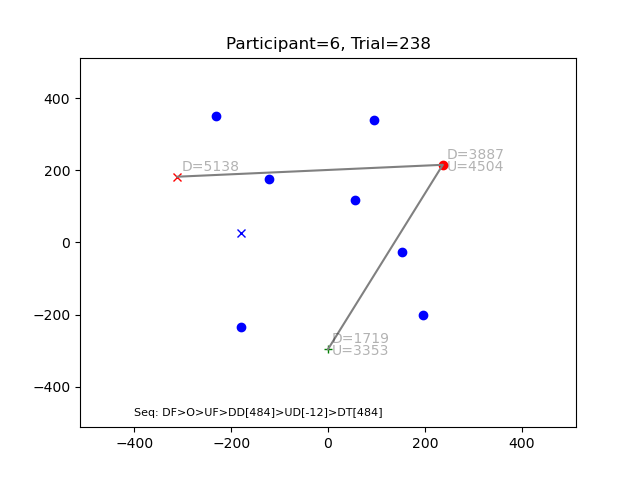 Participant=6, Trial=238
400
200
0
−200
−400
D=5138
D=3887
U=4504
D=1719
U=3353
Seq: DF>O>UF>DD[484]>UD[-12]>DT[484]
−400
−200
0
200
400